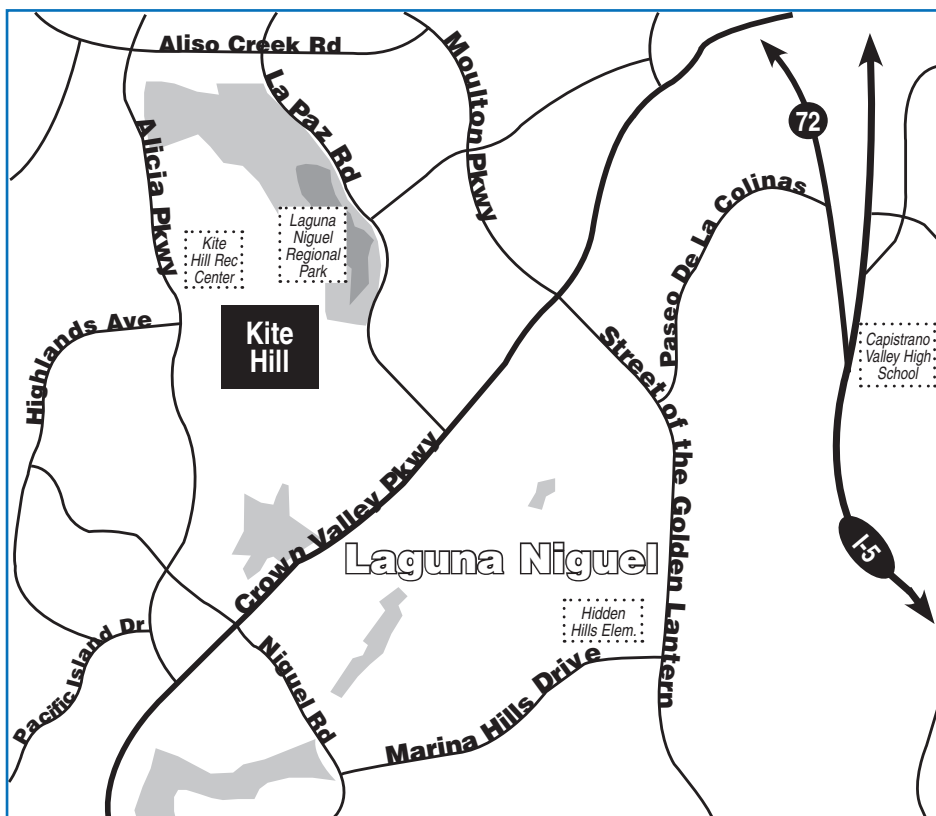 Aliso Creek Rd
Moulton Pkwy
La Paz Rd
72
Alicia Pkwy
Paseo De La Colinas
Laguna
Niguel
Regional
Park
Kite
Hill Rec
Center
Kite
Hill
Highlands Ave
Street of the Golden Lantern
Capistrano
Valley High
School
Crown Valley Pkwy
I-5
Laguna Niguel
Hidden
Hills Elem.
Pacific Island Dr
Niguel Rd
Marina Hills Drive